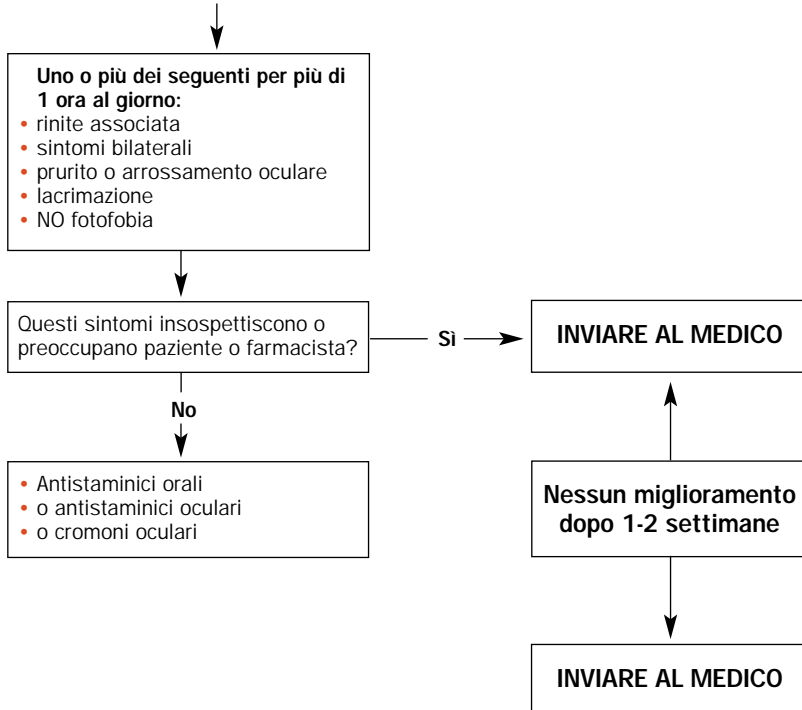 Uno o più dei seguenti per più di
1 ora al giorno:
• rinite associata
• sintomi bilaterali
• prurito o arrossamento oculare
• lacrimazione
• NO fotofobia
Questi sintomi insospettiscono o
preoccupano paziente o farmacista?
Sì
INVIARE AL MEDICO
No
• Antistaminici orali
• o antistaminici oculari
• o cromoni oculari
Nessun miglioramento
dopo 1-2 settimane
INVIARE AL MEDICO